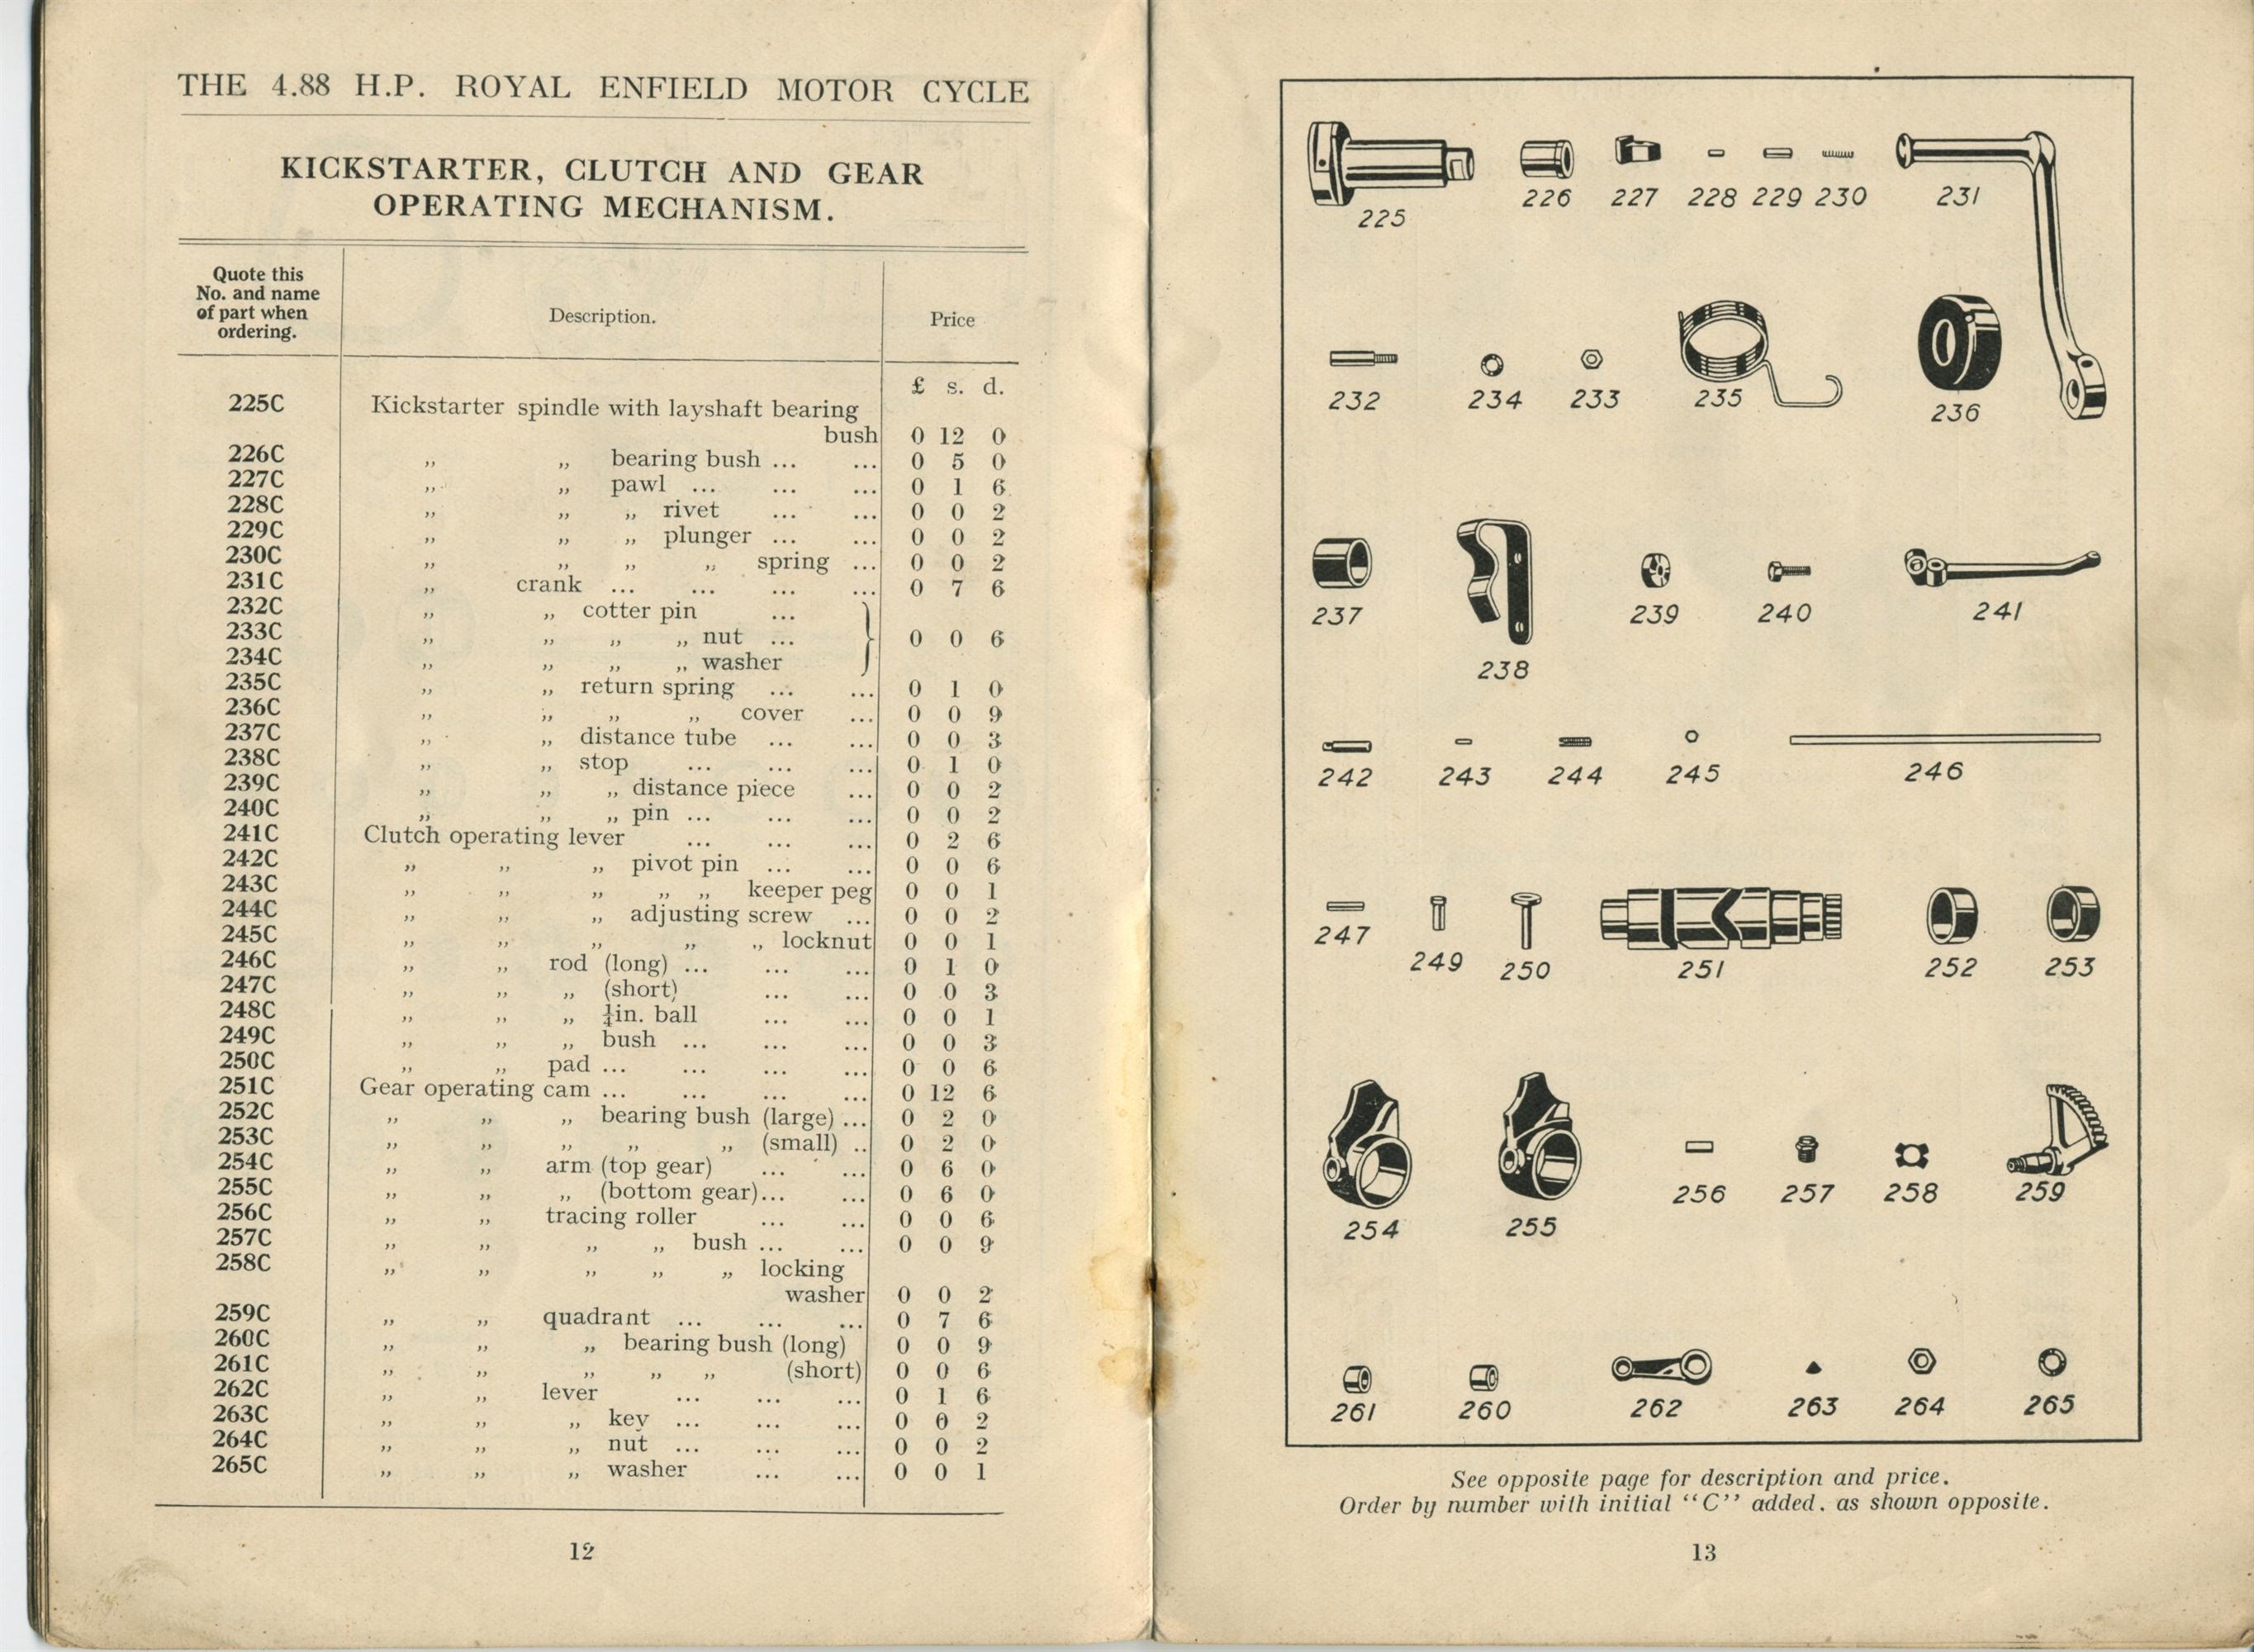 THE 4.88 H.P. ROYAL ENFIELD MOTOR CYCLE
KICKSTARTER, CLUTCH AND GEAR
OPERATING MECHANISM.
Quote this
No. and name
of part when
ordering.
Description.
Price
£ s. d.
225C Kickstarter spindle with layshaft bearing
bush 0 12 0
226C ,, ,, bearing bush ... ... 0 5 0
227C ,, ,, pawl ... ... ... 0 1 6
228C ,, ,, ,, rivet ... ... 0 0 2
229C ,, ,, ,, plunger ... ... 0 0 2
230C ,, ,, ,, ,, spring ... 0 0 2
231C ,, crank ... ... ... ... 0 7 6
232C ,, ,, cotter pin ...
233C ,, ,, ,, ,, nut ... } 0 0 6
234C ,, ,, ,, ,, washer
235C ,, ,, return spring ... ... 0 1 0
236C ,, ,, ,, ,, cover ... 0 0 9
237C ,, ,, distance tube ... ... 0 0 3
238C ,, ,, stop ... ... ... 0 1 0
239C ,, ,, ,, distance piece ... 0 0 2
240C ,, ,, ,, pin ... ... ... 0 0 2
241C Clutch operating lever ... ... ... 0 2 6
242C ,, ,, ,, pivot pin ... ... 0 0 6
243C ,, ,, ,, ,, ,, keeper peg 0 0 1
244C ,, ,, ,, adjusting screw ... 0 0 2
245C ,, ,, ,, ,, ,, locknut 0 0 1
246C ,, ,, rod (long) ... ... ... 0 1 0
247C ,, ,, ,, (short) ... ... 0 0 3
248C ,, ,, ,, ¼in. ball ... ... 0 0 1
249C ,, ,, ,, bush ... ... ... 0 0 3
250C ,, ,, pad ... ... ... ... 0 0 6
251C Gear operating cam ... ... ... ... 0 12 6
252C ,, ,, ,, bearing bush (large) ... 0 2 0
253C ,, ,, ,, ,, ,, (small) .. 0 2 0
254C ,, ,, arm (top gear) ... ... 0 6 0
255C ,, ,, ,, (bottom gear)... ... 0 6 0
256C ,, ,, tracing roller ... ... 0 0 6
257C ,, ,, ,, ,, bush ... ... 0 0 9
258C ,, ,, ,, ,, ,, locking
washer 0 0 2
259C ,, ,, quadrant ... ... ... 0 7 6
260C ,, ,, ,, bearing bush (long) 0 0 9
261C ,, ,, ,, ,, ,, (short) 0 0 6
262C ,, ,, lever ... ... ... 0 1 6
263C ,, ,, ,, key ... ... ... 0 0 2
264C ,, ,, ,, nut ... ... ... 0 0 2
265C ,, ,, ,, washer ... ... 0 0 1
12
225 226 227 228 229 230 231
232 234 233 235 236
237 238 239 240 241
242 243 244 245 246
247 249 250 251 252 253
254 255 256 257 258 259
261 260 262 263 264 265
See opposite page for description and price.
Order by number with initial “C” added. as shown opposite.
13